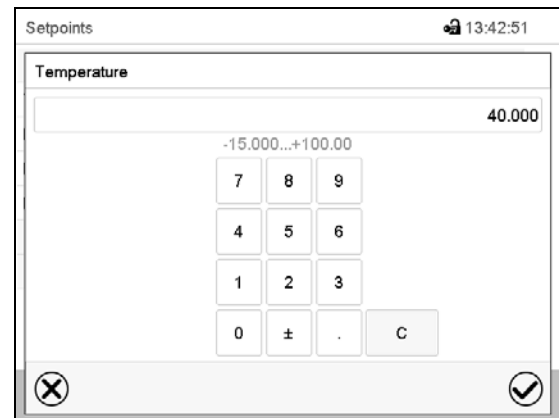 Setpoints 13:42:51
Temperature
40.000
-15.000...+100.00
7 8 9
4 5 6
1 2 3
0 ± . C